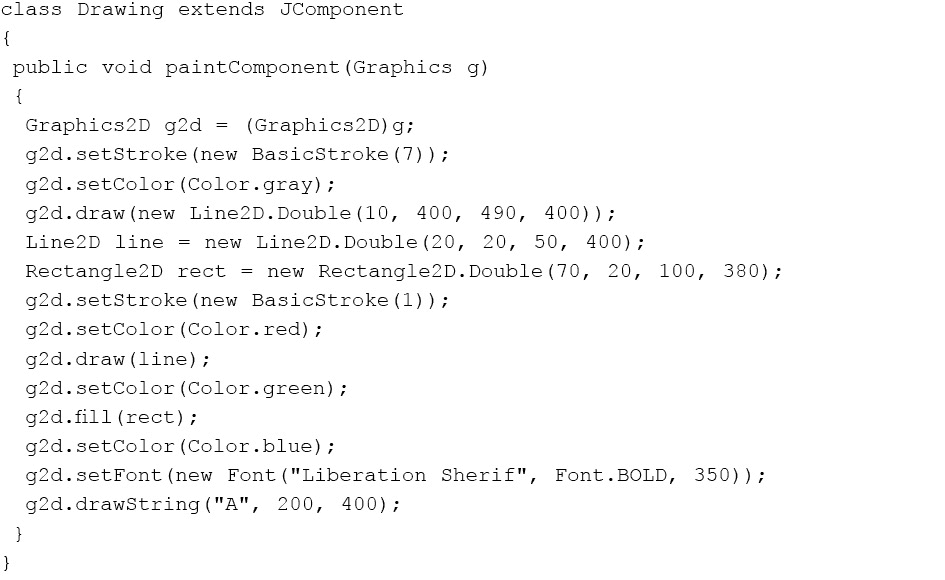 class Drawing extends JComponent
{
public void paintComponent(Graphics g)
{
Graphics2D g2d = (Graphics2D)g;
g2d.setStroke(new BasicStroke(7));
g2d.setColor(Color.gray);
g2d.draw(new Line2D.Double(10, 400, 490, 400));
Line2D line = new Line2D.Double(20, 20, 50, 400);
Rectangle2D rect = new Rectangle2D.Double(70, 20, 100, 380);
g2d.setStroke(new BasicStroke(1));
g2d.setColor(Color.red);
g2d.draw(line);
g2d.setColor(Color.green);
g2d.fill(rect);
g2d.setColor(Color.blue);
g2d.setFont(new Font("Liberation Sherif", Font.BOLD, 350));
g2d.drawString("A", 200, 400);
}
}